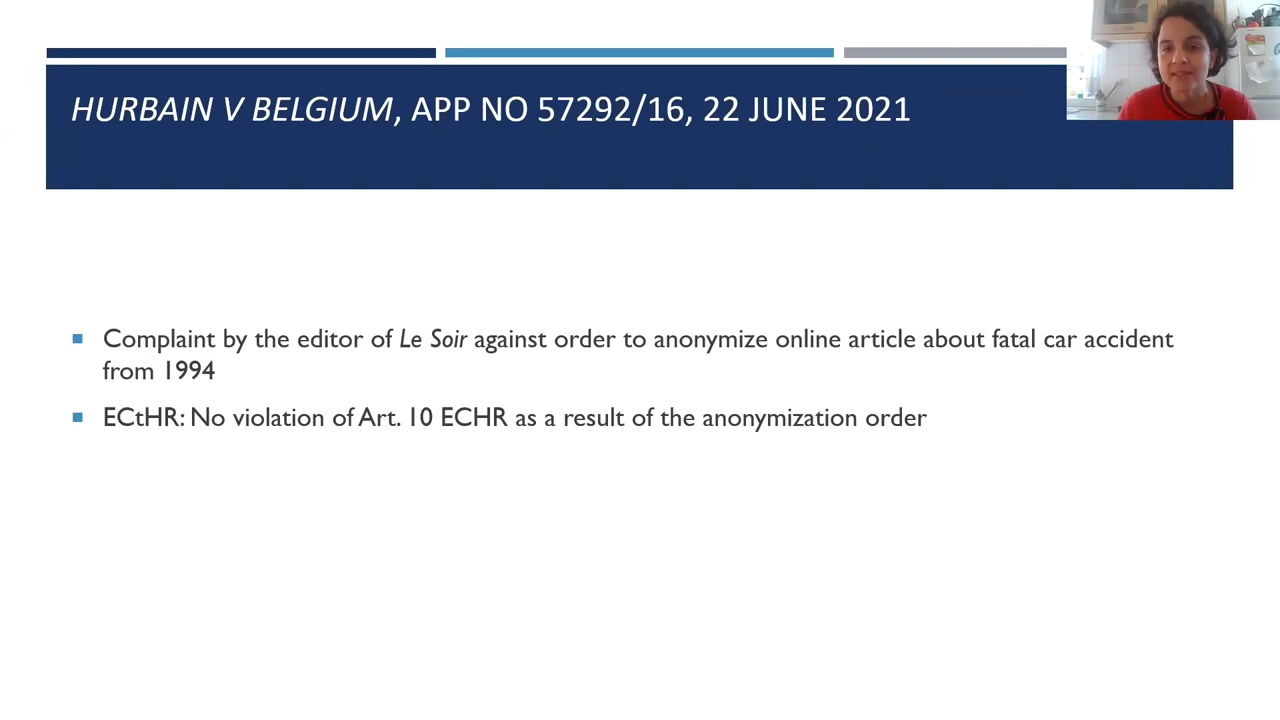 HURBAIN V BELGIUM, APP NO 57292/16, 22 JUNE 2021
Complaint by the editor of Le Soir against order to anonymize online article about fatal car accident
from 1994
ECtHR: No violation of Art. 10 ECHR as a result of the anonymization order